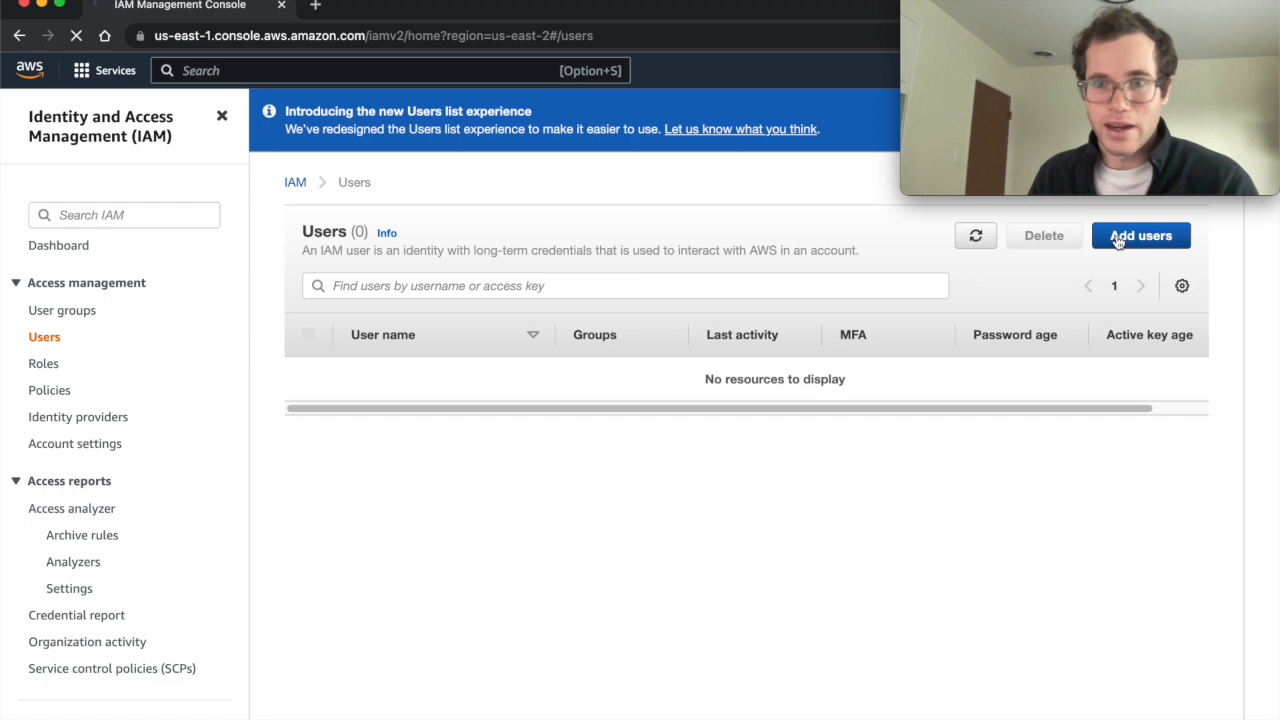 IAM Management Console
us-east-1.console.aws.amazon.com/iamv2/home?region=us-east-2#/users
aws
Services
Search
[Option+S]
Identity and Access
Management (IAM)
Search IAM
Dashboard
Access management
User groups
Users
Roles
Policies
Identity providers
Account settings
Access reports
Access analyzer
Archive rules
Analyzers
Settings
Credential report
Organization activity
Service control policies (SCPs)
Introducing the new Users list experience
We've redesigned the Users list experience to make it easier to use. Let us know what you think.
IAM > Users
Users (0) Info
An IAM user is an identity with long-term credentials that is used to interact with AWS in an account.
Delete
Add users
Find users by username or access key
1
User name Groups Last activity MFA Password age Active key age
No resources to display